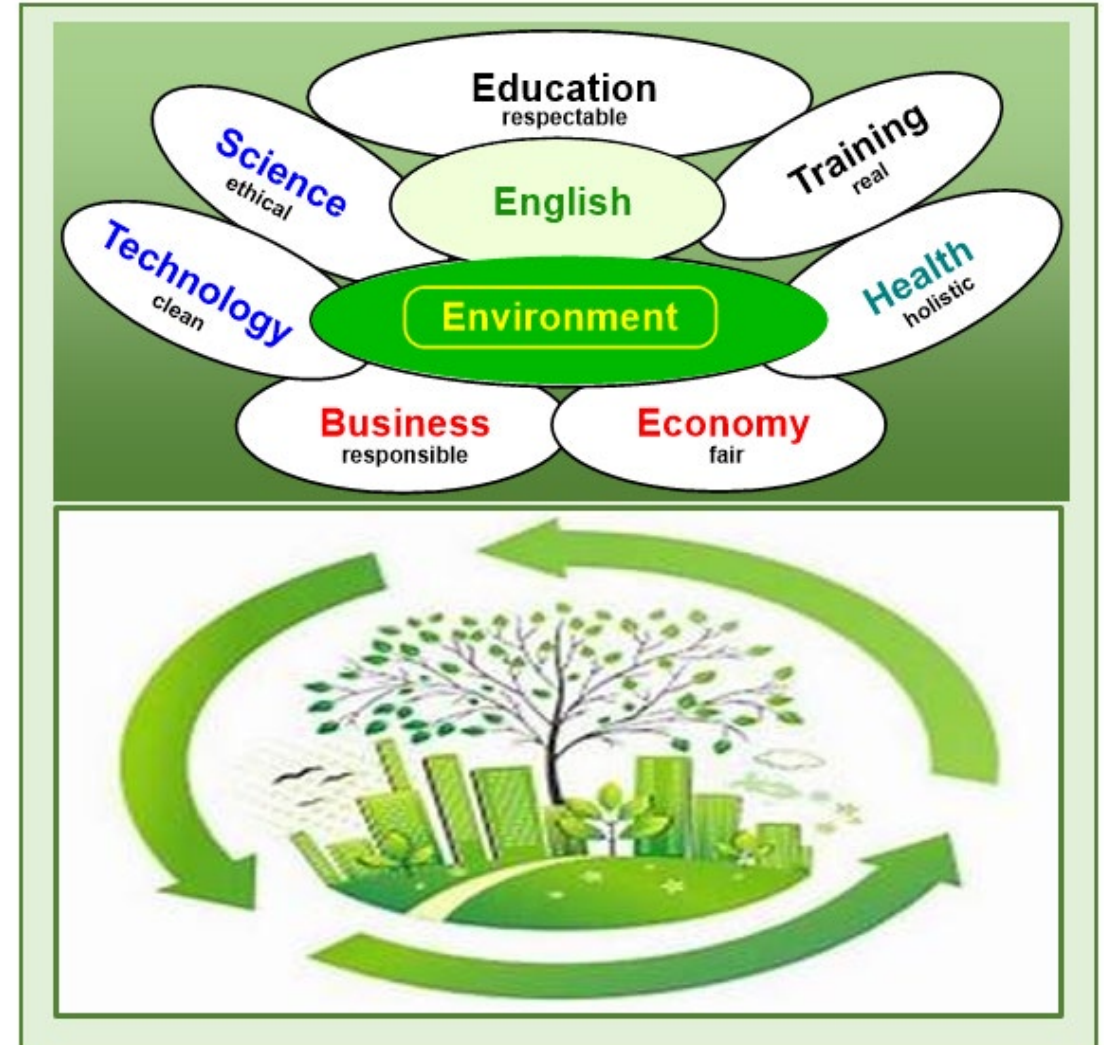 Education
respectable
Science
ethical
English
Training
real
Technology
clean
Environment
Health
holistic
Business
responsible
Economy
fair